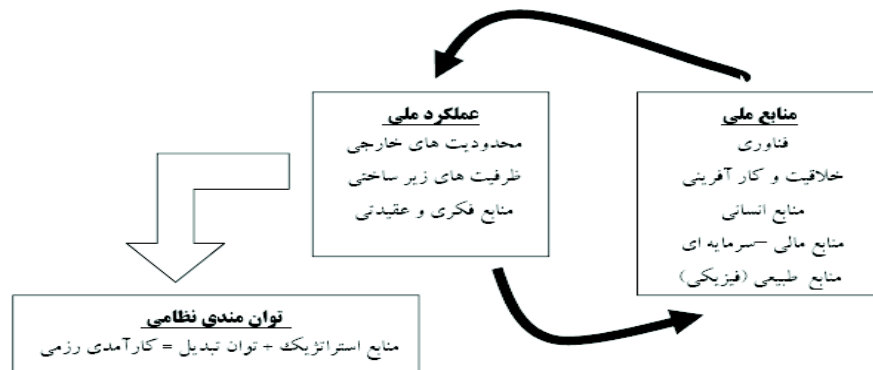 منابع ملی
فناوری
خلاقیت و کار آفرینی
منابع انسانی
منابع مالی –سرمایه ای
منابع طبیعی (فیزیکی)
عملکرد ملی
محدودیت های خارجی
ظرفیت های زیر ساختی
منابع فکری و عقیدتی
توان مندی نظامی
منابع استراتژیک + توان تبدیل = کارآمدی رزمی